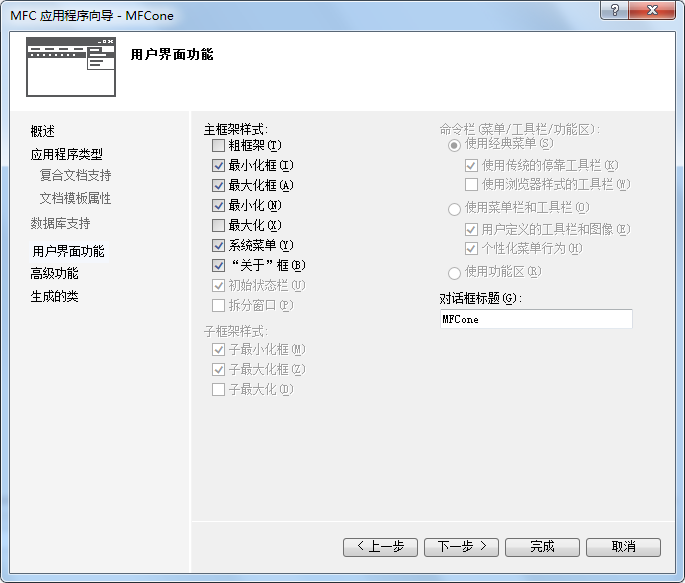 MFC 应用程序向导 - MFCone
用户界面功能
概述
应用程序类型
复合文档支持
文档模板属性
数据库支持
用户界面功能
高级功能
生成的类
主框架样式:
粗框架(T)
最小化框(I)
最大化框(A)
最小化(N)
最大化(X)
系统菜单(Y)
“关于”框(B)
初始状态栏(U)
拆分窗口(P)
子框架样式:
子最小化框(M)
子最大化框(Z)
子最大化(D)
命令栏(菜单/工具栏/功能区):
使用经典菜单(S)
使用传统的停靠工具栏(K)
使用浏览器样式的工具栏(W)
使用菜单栏和工具栏(O)
用户定义的工具栏和图像(E)
个性化菜单行为(H)
使用功能区(R)
对话框标题(G):
MFCone
< 上一步
下一步 >
完成
取消